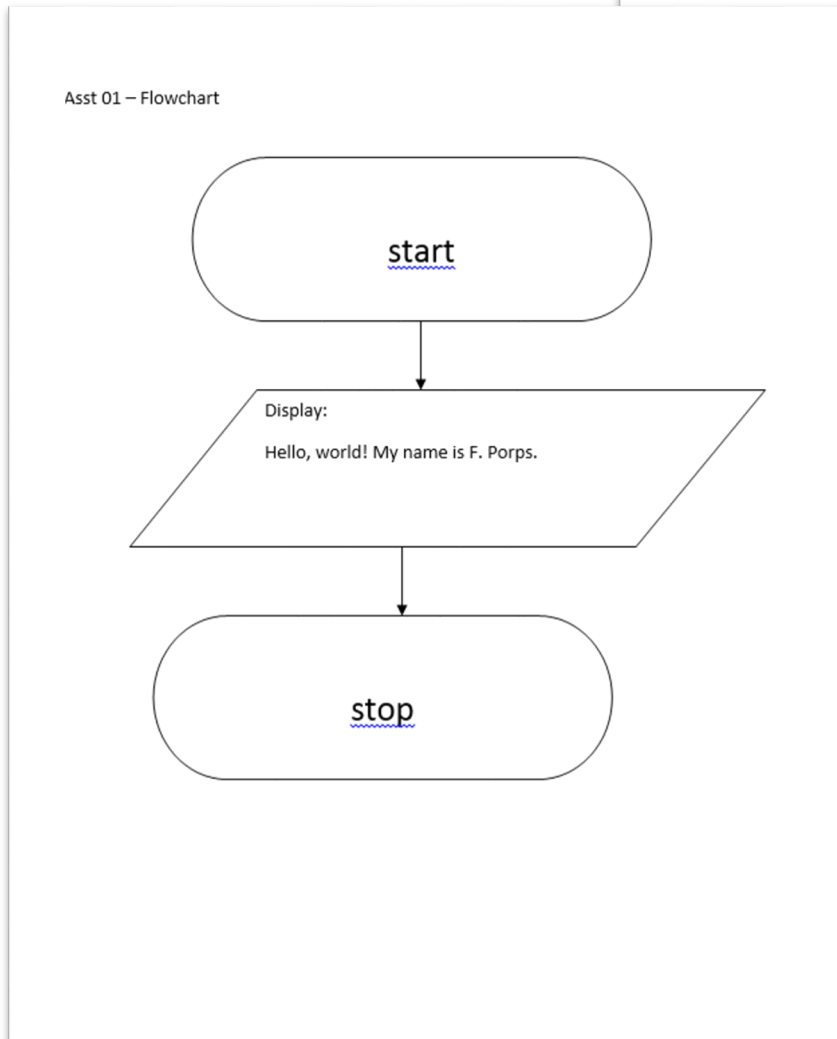 Asst 01 – Flowchart
start
Display:
Hello, world! My name is F. Porps.
stop